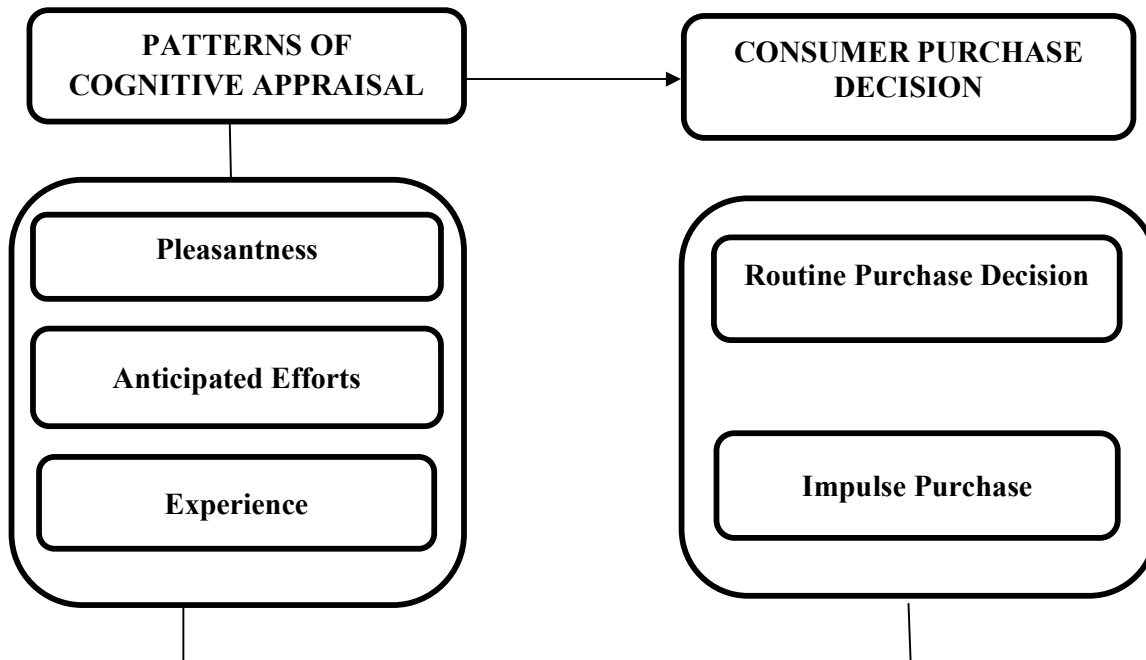 PATTERNS OF
COGNITIVE APPRAISAL
CONSUMER PURCHASE
DECISION
Pleasantness
Anticipated Efforts
Experience
Routine Purchase Decision
Impulse Purchase